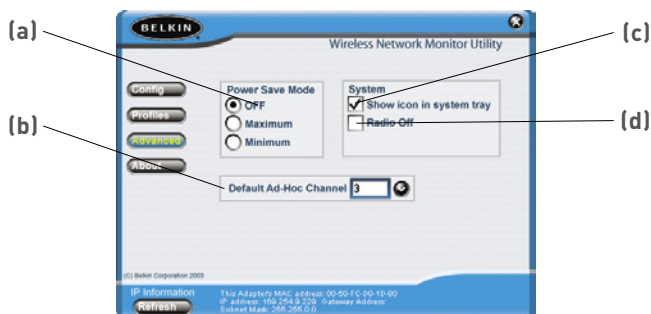 BELKIN
Wireless Network Monitor Utility
(a)
(c)
Config
Profiles
Advanced
About
Power Save Mode
OFF
Maximum
Minimum
System
Show icon in system tray
Radio Off
(b)
(d)
Default Ad-Hoc Channel 3
(C) Belkin Corporation 2003
IP Information
Refresh
This Adapter's MAC address: 00-50-FC-D0-10-90
IP address: 169.254.9.229 Gateway Address:
Subnet Mask: 255.255.0.0